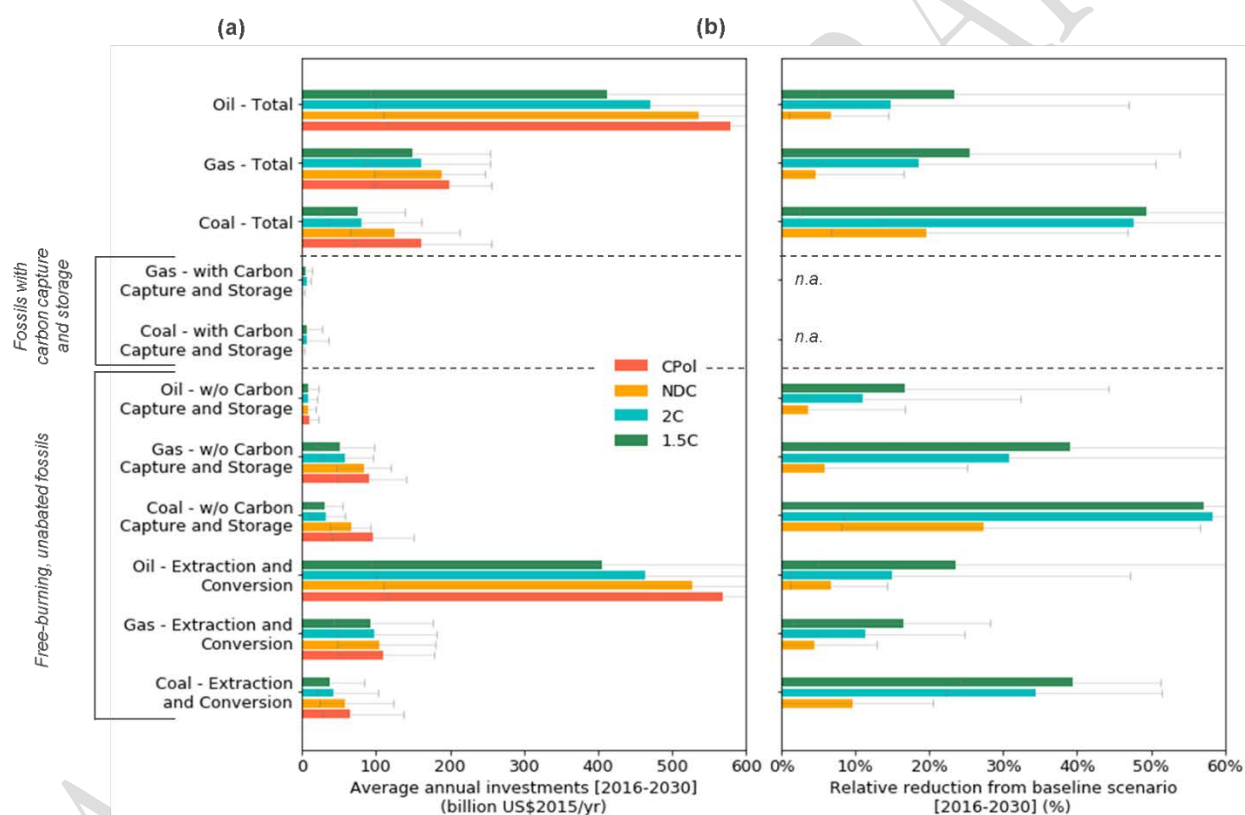 (a)
(b)
Oil - Total
Gas - Total
Coal - Total
Fossils with
carbon capture
and storage
Gas - with Carbon
Capture and Storage
n.a.
Coal - with Carbon
Capture and Storage
n.a.
CPol
NDC
2C
1.5C
Free-burning, unabated fossils
Oil - w/o Carbon
Capture and Storage
Gas - w/o Carbon
Capture and Storage
Coal - w/o Carbon
Capture and Storage
Oil - Extraction and
Conversion
Gas - Extraction and
Conversion
Coal - Extraction
and Conversion
0 100 200 300 400 500 600
Average annual investments [2016-2030]
(billion US$2015/yr)
0% 10% 20% 30% 40% 50% 60%
Relative reduction from baseline scenario
[2016-2030] (%)